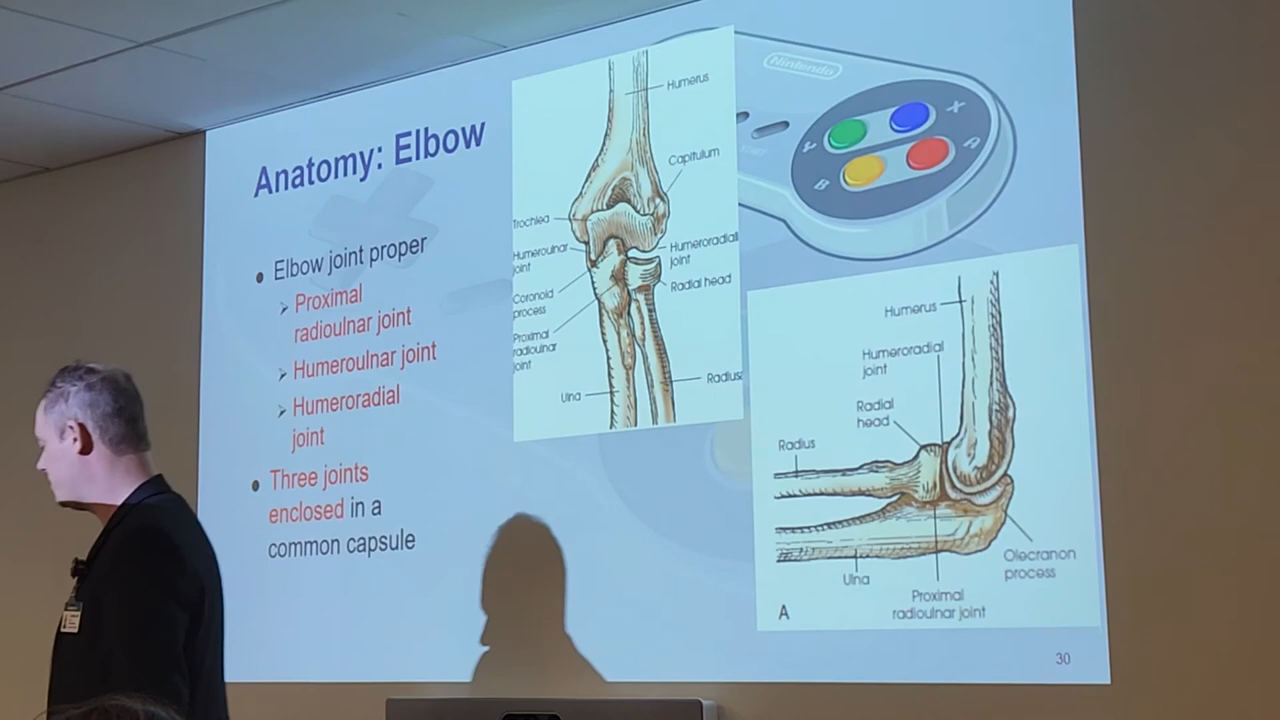 Anatomy: Elbow
Elbow joint proper
Proximal
radioulnar joint
Humeroulnar joint
Humeroradial
joint
Three joints
enclosed in a
common capsule
Humerus
Capitulum
Trochlea
Humeroulnar
joint
Humeroradial
joint
Coronoid
process
Radial head
Proximal
radioulnar
joint
Ulna
Radius
Nintendo
X
Y
A
B
START
Humerus
Humeroradial
joint
Radial
head
Radius
Olecranon
process
Ulna
Proximal
radioulnar joint
A
30